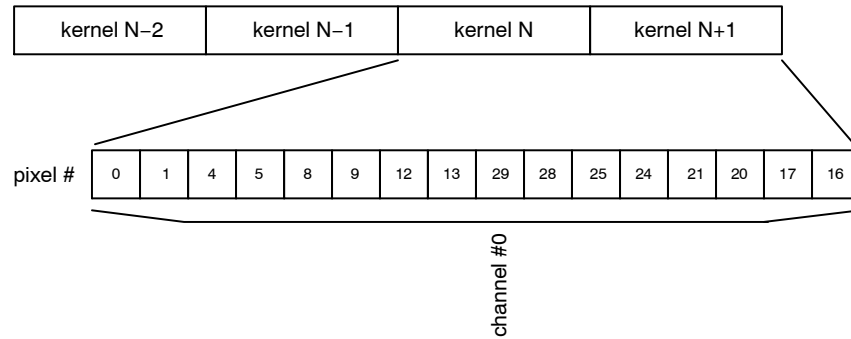 kernel N−2 kernel N−1 kernel N kernel N+1
pixel # 0 1 4 5 8 9 12 13 29 28 25 24 21 20 17 16
channel #0